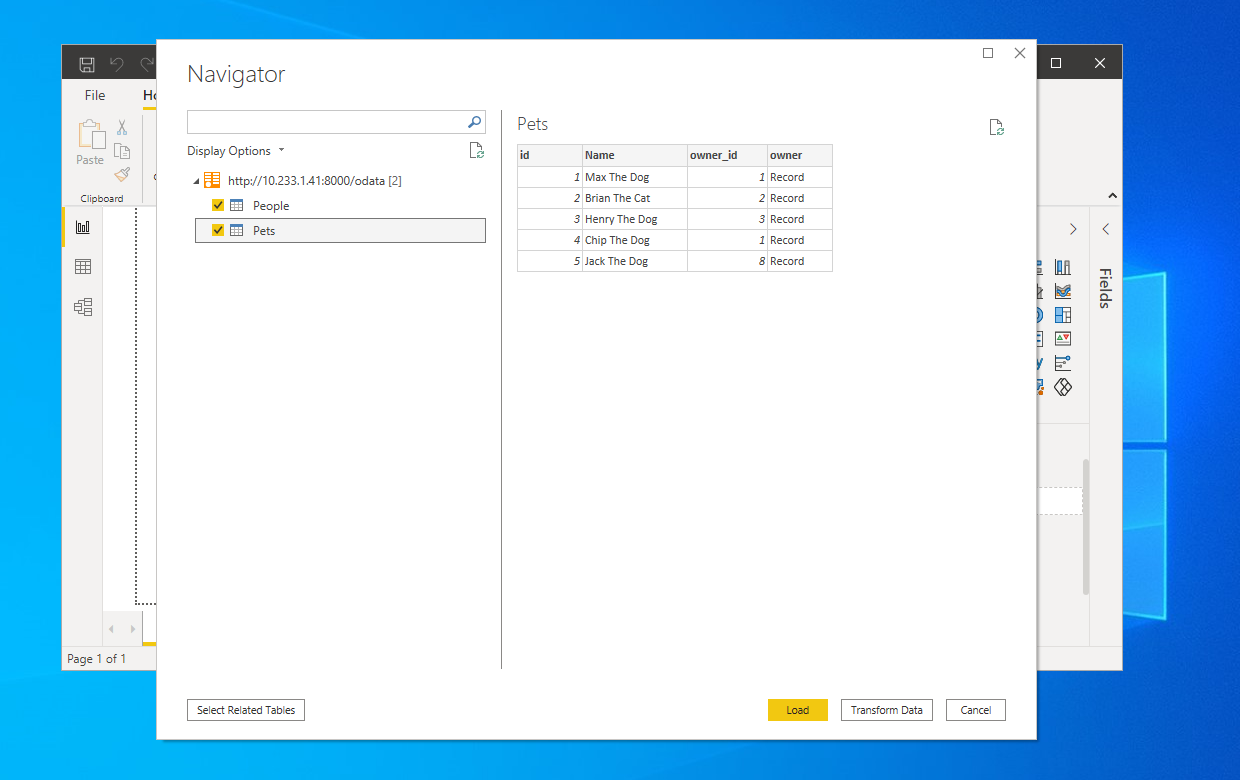 Navigator
File
Ho
Paste
Clipboard
Display Options
http://10.233.1.41:8000/odata [2]
People
Pets
Pets
id Name owner_id owner
1 Max The Dog 1 Record
2 Brian The Cat 2 Record
3 Henry The Dog 3 Record
4 Chip The Dog 1 Record
5 Jack The Dog 8 Record
Fields
Page 1 of 1
Select Related Tables
Load
Transform Data
Cancel